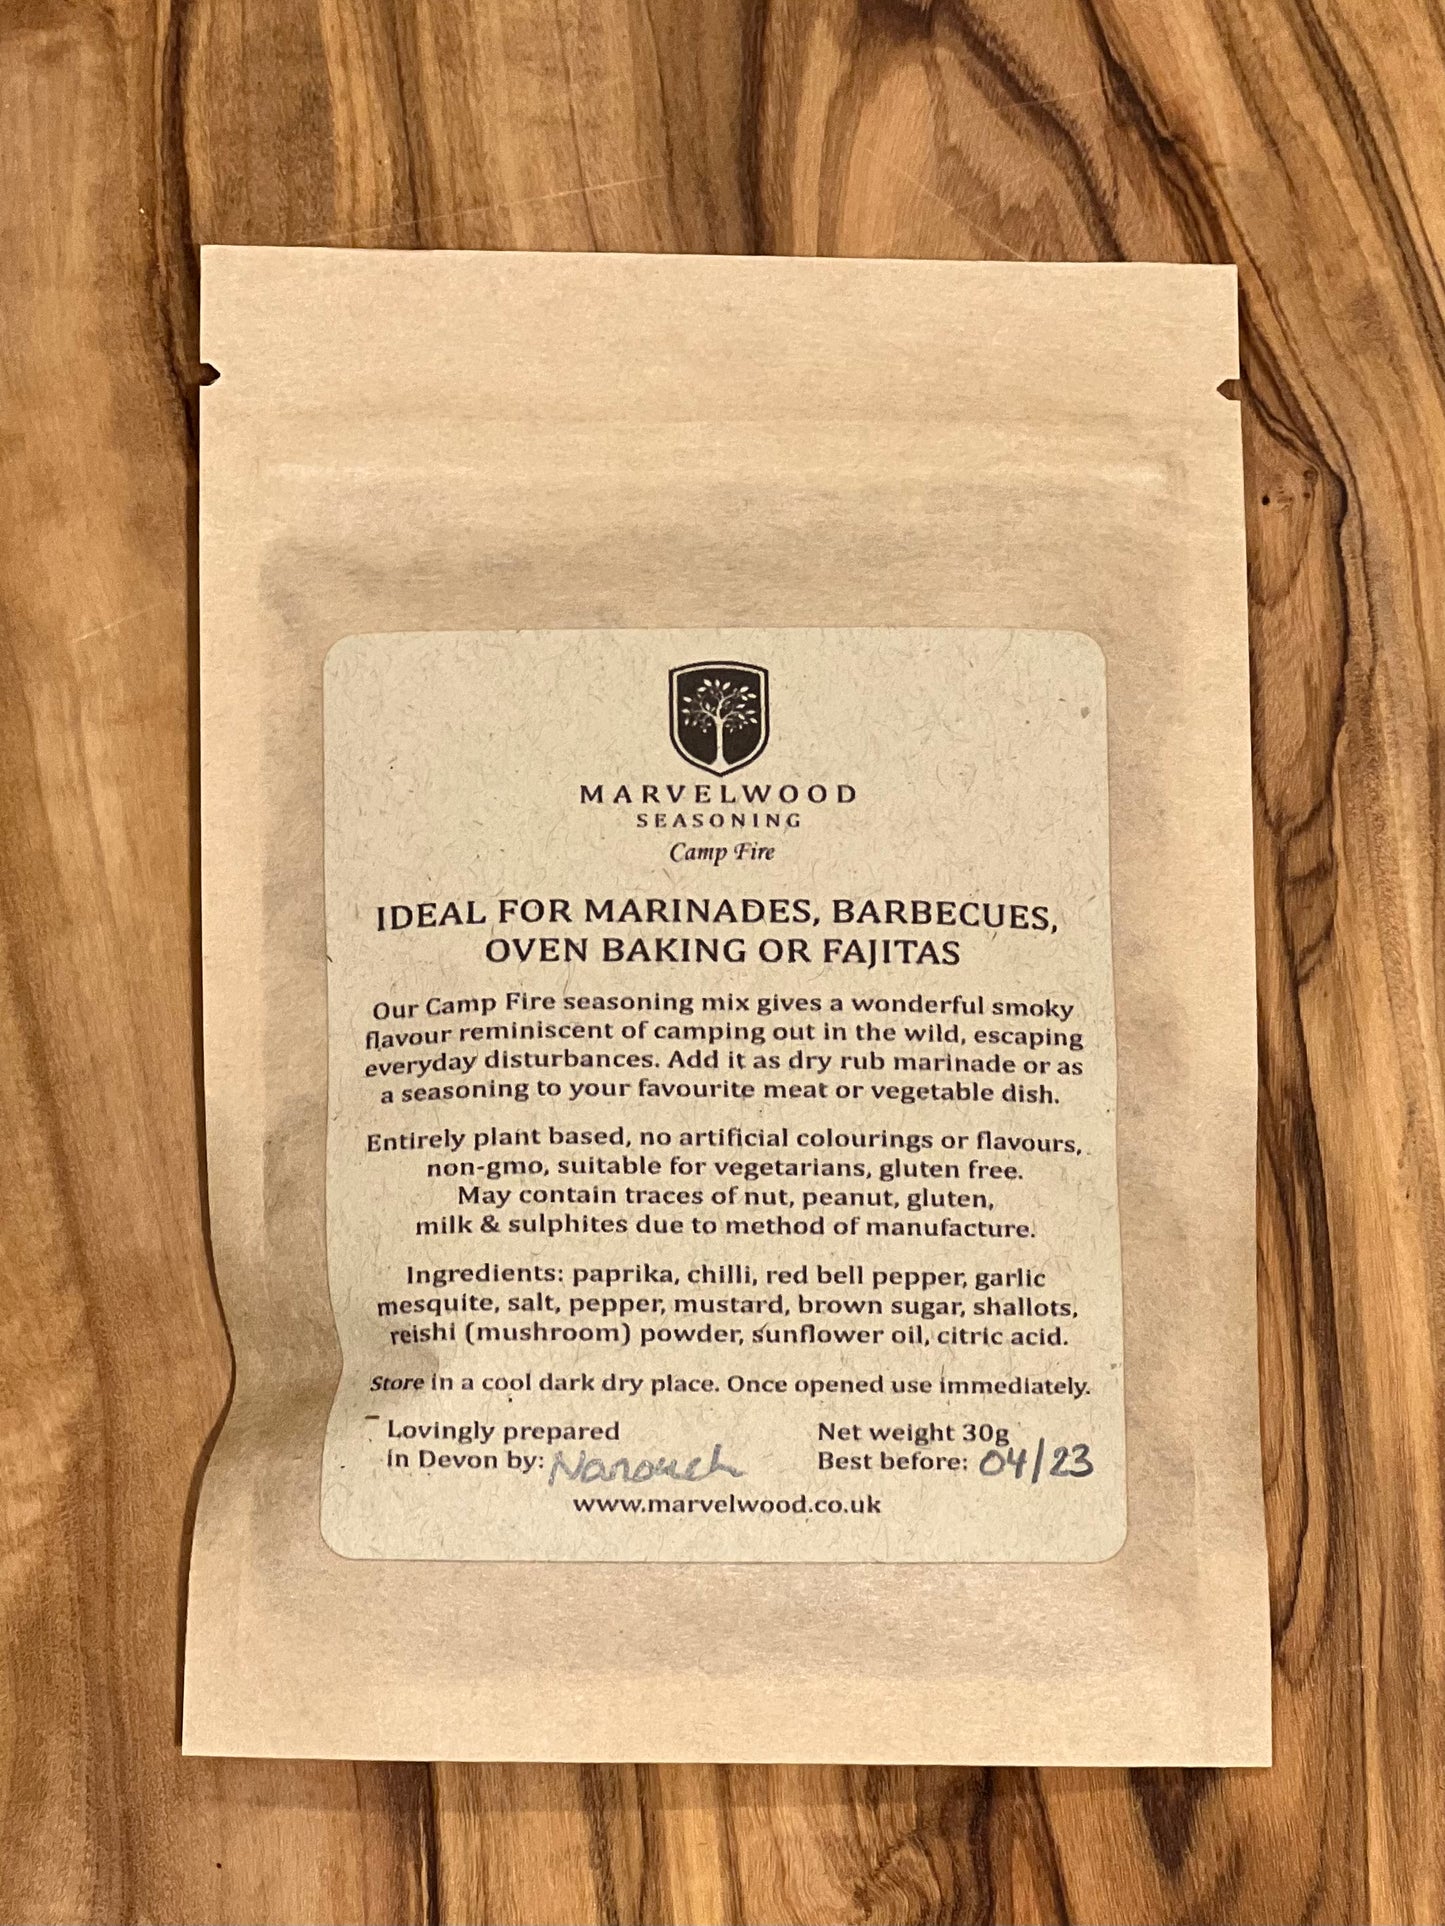 MARVELWOOD
SEASONING
Camp Fire
IDEAL FOR MARINADES, BARBECUES,
OVEN BAKING OR FAJITAS
Our Camp Fire seasoning mix gives a wonderful smoky
flavour reminiscent of camping out in the wild, escaping
everyday disturbances. Add it as dry rub marinade or as
a seasoning to your favourite meat or vegetable dish.
Entirely plant based, no artificial colourings or flavours,
non-gmo, suitable for vegetarians, gluten free.
May contain traces of nut, peanut, gluten,
milk & sulphites due to method of manufacture.
Ingredients: paprika, chilli, red bell pepper, garlic
mesquite, salt, pepper, mustard, brown sugar, shallots,
reishi (mushroom) powder, sunflower oil, citric acid.
Store in a cool dark dry place. Once opened use immediately.
Lovingly prepared
in Devon by:
Net weight 30g
Best before: 04/23
www.marvelwood.co.uk